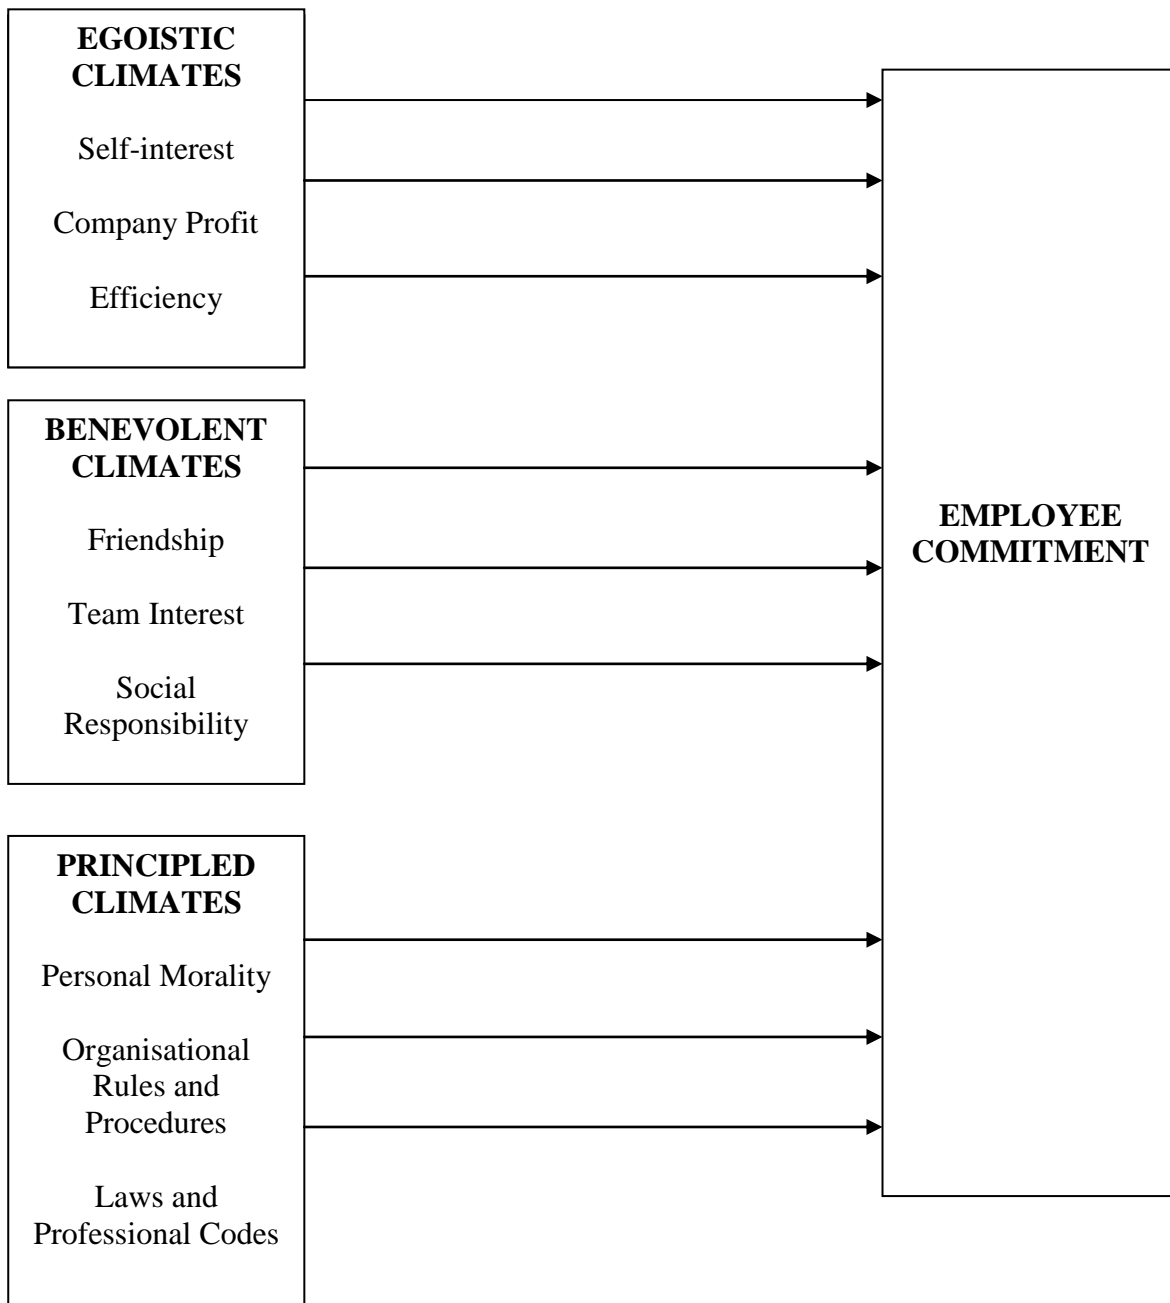 EGOISTIC
CLIMATES
Self-interest
Company Profit
Efficiency
BENEVOLENT
CLIMATES
Friendship
Team Interest
Social
Responsibility
PRINCIPLED
CLIMATES
Personal Morality
Organisational
Rules and
Procedures
Laws and
Professional Codes
EMPLOYEE
COMMITMENT